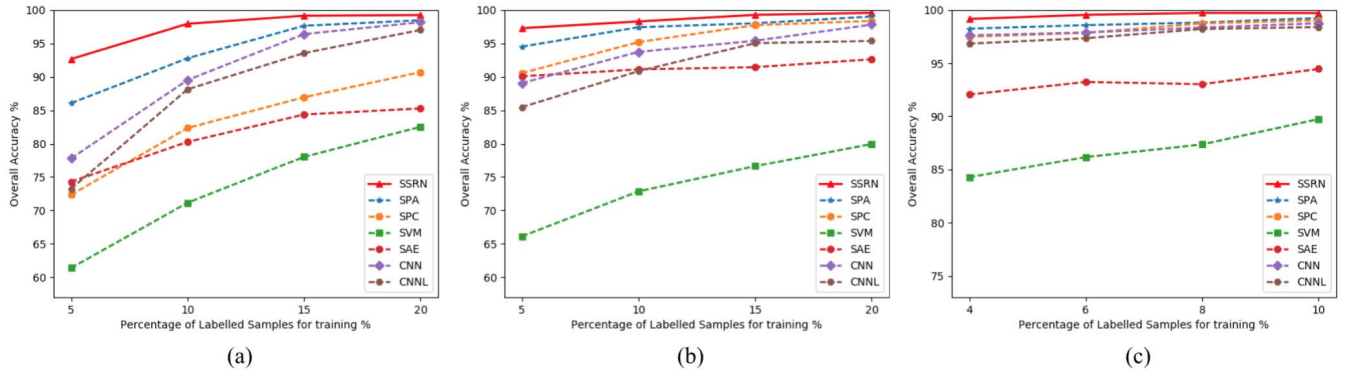 100
95
90
85
80
75
70
65
60
Overall Accuracy %
5 10 15 20
Percentage of Labelled Samples for training %
SSRN
SPA
SPC
SVM
SAE
CNN
CNNL
(a)
100
95
90
85
80
75
70
65
60
Overall Accuracy %
5 10 15 20
Percentage of Labelled Samples for training %
SSRN
SPA
SPC
SVM
SAE
CNN
CNNL
(b)
100
95
90
85
80
75
Overall Accuracy %
4 6 8 10
Percentage of Labelled Samples for training %
SSRN
SPA
SPC
SVM
SAE
CNN
CNNL
(c)